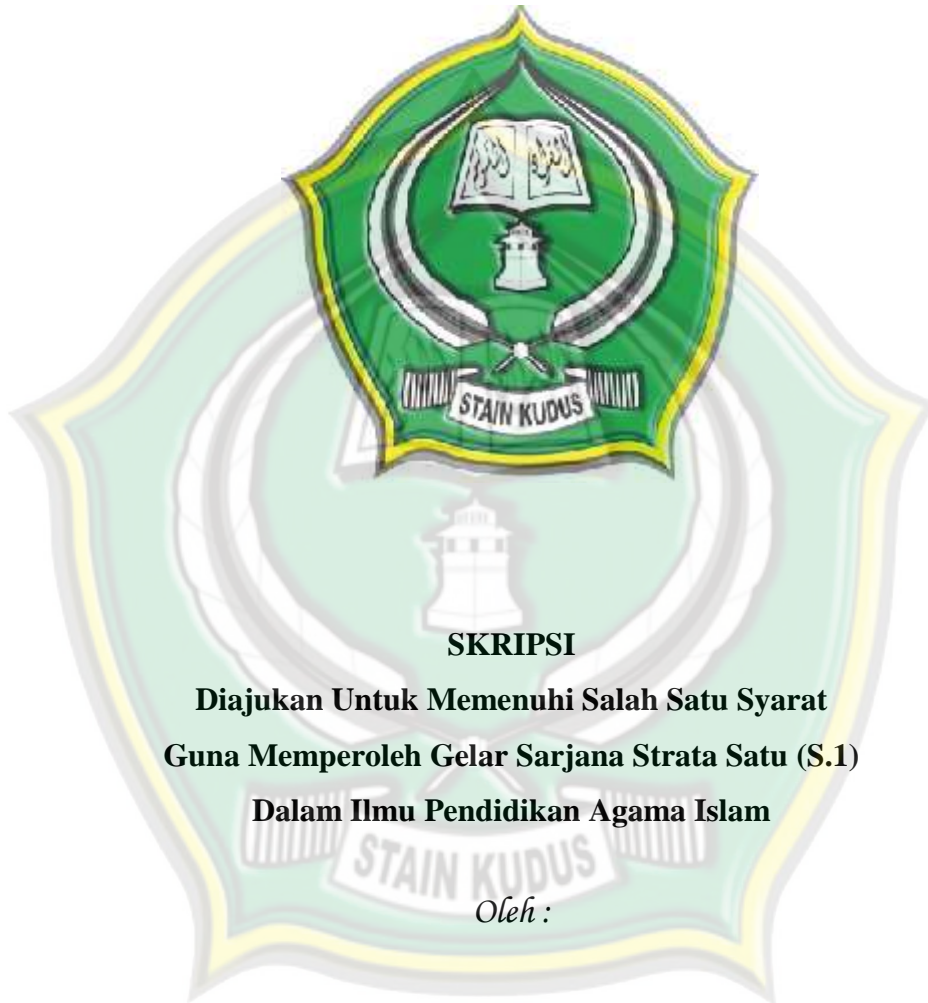 STAIN KUDUS
SKRIPSI
Diajukan Untuk Memenuhi Salah Satu Syarat
Guna Memperoleh Gelar Sarjana Strata Satu (S.1)
Dalam Ilmu Pendidikan Agama Islam
STAIN KUDUS
Oleh :